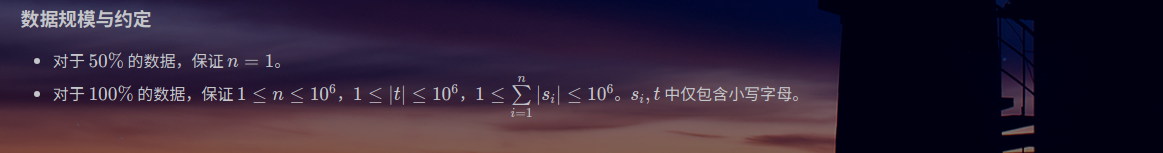 数据规模与约定
• 对于 50% 的数据，保证 n = 1。
• 对于 100% 的数据，保证 1 ≤ n ≤ 10^6，1 ≤ |t| ≤ 10^6，1 ≤ ∑_{i=1}^{n} |s_i| ≤ 10^6。s_i, t 中仅包含小写字母。